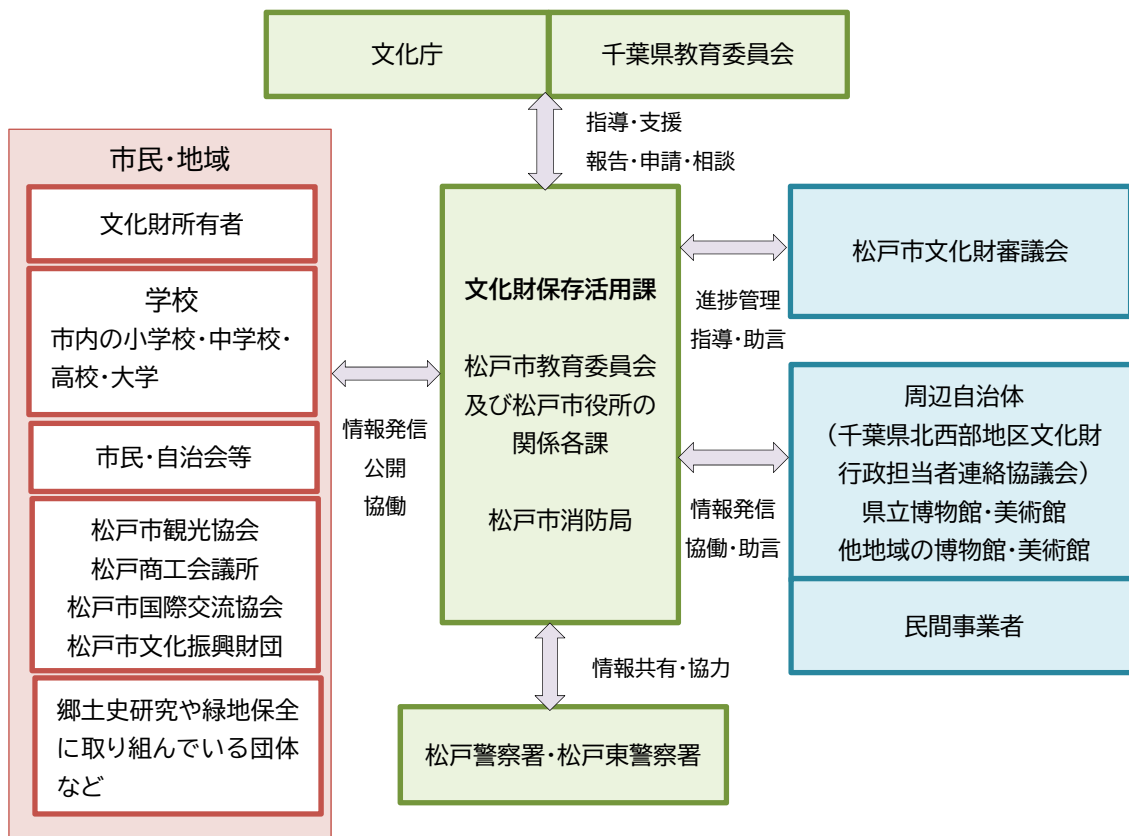 文化庁
千葉県教育委員会
指導・支援
報告・申請・相談
市民・地域
文化財所有者
学校
市内の小学校・中学校・
高校・大学
市民・自治会等
松戸市観光協会
松戸商工会議所
松戸市国際交流協会
松戸市文化振興財団
郷土史研究や緑地保全
に取り組んでいる団体
など
情報発信
公開
協働
文化財保存活用課
松戸市教育委員会
及び松戸市役所の
関係各課
松戸市消防局
進捗管理
指導・助言
松戸市文化財審議会
情報発信
協働・助言
周辺自治体
（千葉県北西部地区文化財
行政担当者連絡協議会）
県立博物館・美術館
他地域の博物館・美術館
民間事業者
情報共有・協力
松戸警察署・松戸東警察署